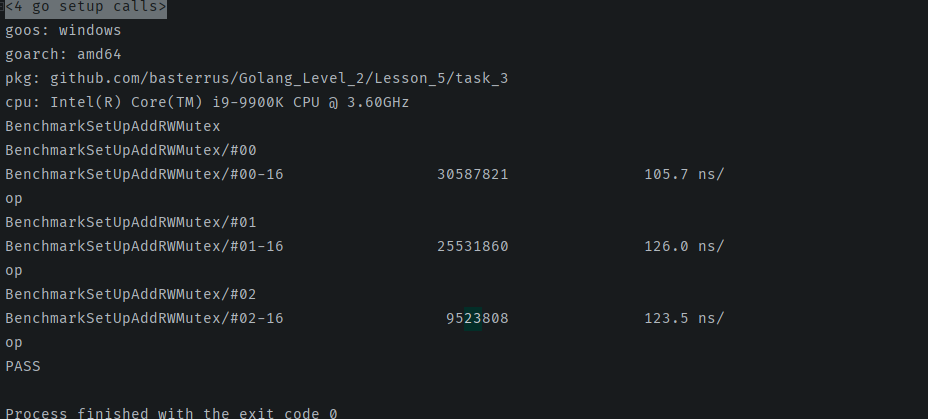 <4 go setup calls>
goos: windows
goarch: amd64
pkg: github.com/basterrus/Golang_Level_2/Lesson_5/task_3
cpu: Intel(R) Core(TM) i9-9900K CPU @ 3.60GHz
BenchmarkSetUpAddRWMutex
BenchmarkSetUpAddRWMutex/#00
BenchmarkSetUpAddRWMutex/#00-16 30587821 105.7 ns/
op
BenchmarkSetUpAddRWMutex/#01
BenchmarkSetUpAddRWMutex/#01-16 25531860 126.0 ns/
op
BenchmarkSetUpAddRWMutex/#02
BenchmarkSetUpAddRWMutex/#02-16 9523808 123.5 ns/
op
PASS
Process finished with the exit code 0